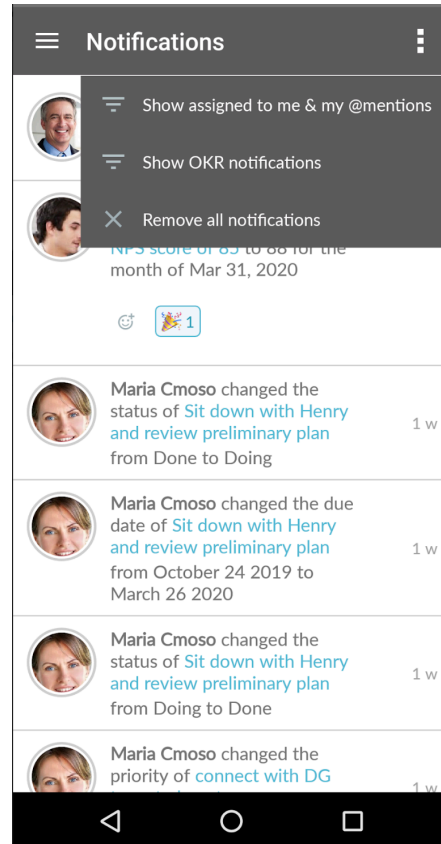 Notifications
Show assigned to me & my @mentions
Show OKR notifications
Remove all notifications
NPS score of 85 to 88 for the
month of Mar 31, 2020
1
Maria Cmoso changed the
status of Sit down with Henry
and review preliminary plan
from Done to Doing
1 w
Maria Cmoso changed the due
date of Sit down with Henry
and review preliminary plan
from October 24 2019 to
March 26 2020
1 w
Maria Cmoso changed the
status of Sit down with Henry
and review preliminary plan
from Doing to Done
1 w
Maria Cmoso changed the
priority of connect with DG
1 w